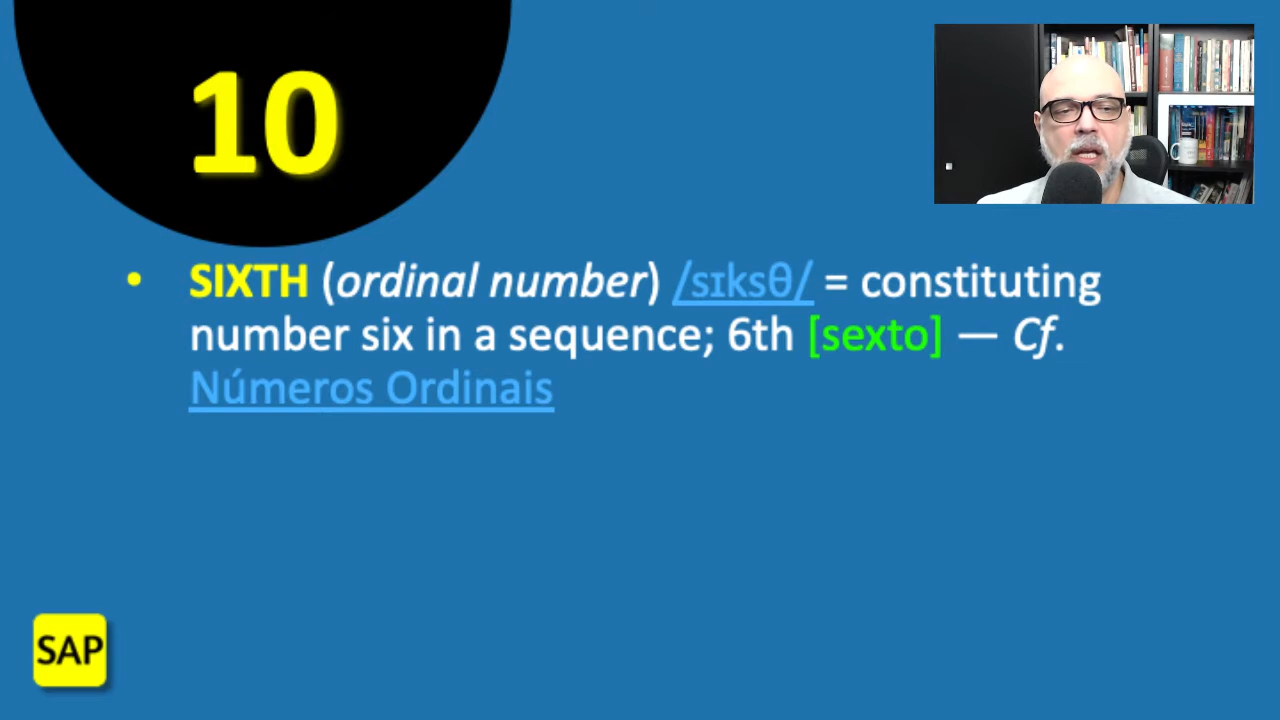 10
• SIXTH (ordinal number) /sɪksθ/ = constituting
number six in a sequence; 6th [sexto] — Cf.
Números Ordinais
SAP